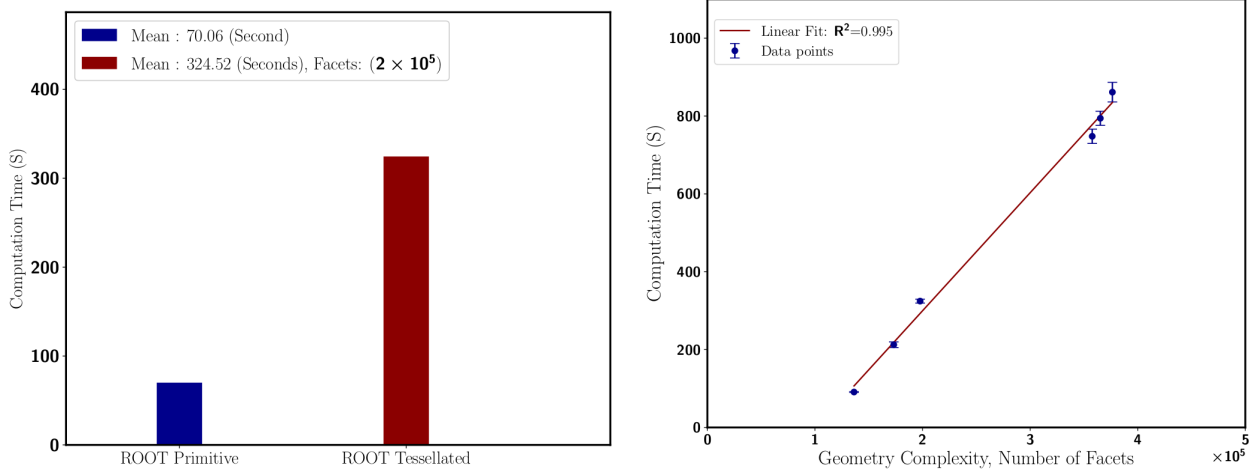 Mean : 70.06 (Second)
Mean : 324.52 (Seconds), Facets: (2 × 10⁵)
Computation Time (S)
400
300
200
100
0
ROOT Primitive
ROOT Tessellated
Linear Fit: R²=0.995
Data points
Computation Time (S)
1000
800
600
400
200
0
0 1 2 3 4 5
×10⁵
Geometry Complexity, Number of Facets